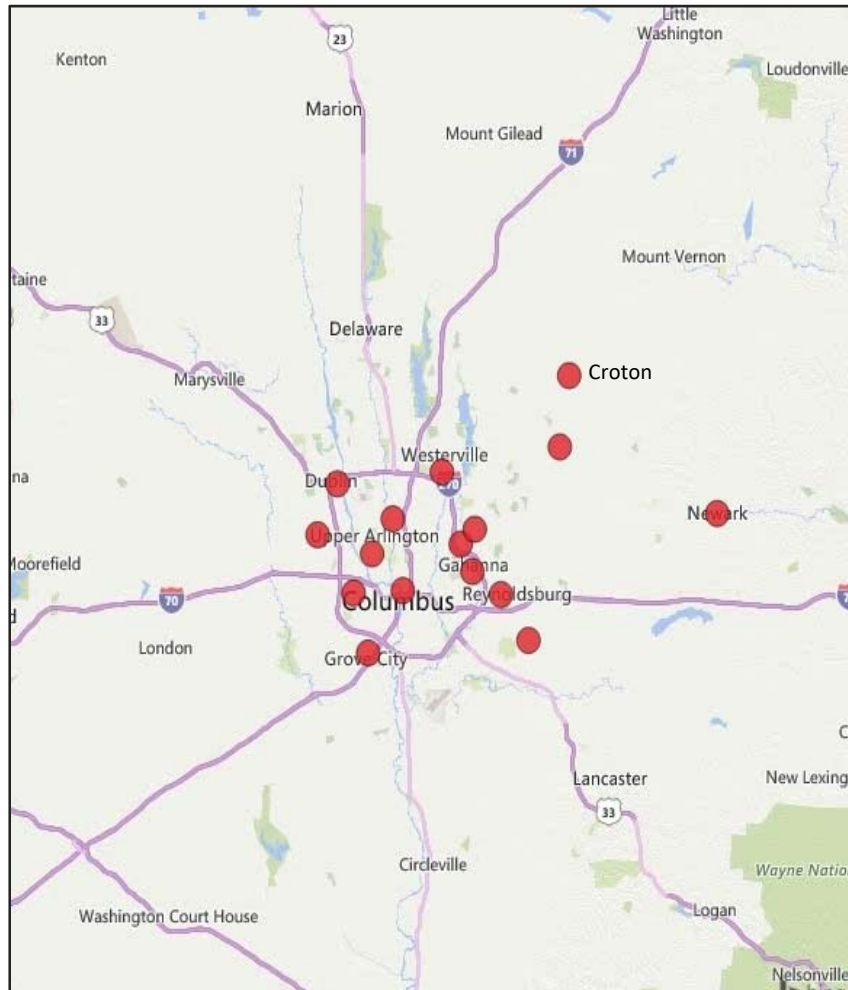 Little
Washington
23
Kenton
Loudonville
Marion
Mount Gilead
71
Mount Vernon
taine
33
Delaware
Marysville
Croton
Westerville
na
Dublin
270
Newark
Upper Arlington
Moorefield
Gahanna
70
Reynoldsburg
Columbus
d
London
Grove City
Lancaster
New Lexing
33
Circleville
Wayne Natio
Logan
Washington Court House
Nelsonville